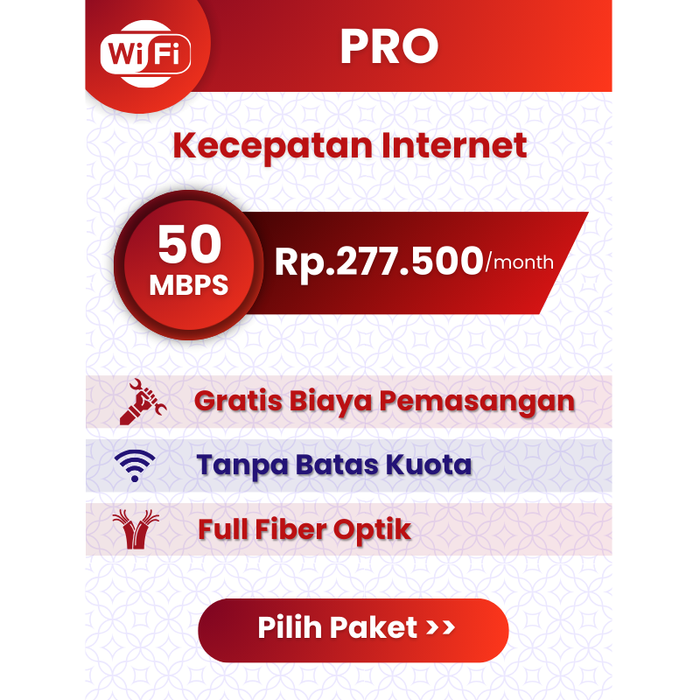 WiFi
PRO
Kecepatan Internet
50
MBPS
Rp.277.500/month
Gratis Biaya Pemasangan
Tanpa Batas Kuota
Full Fiber Optik
Pilih Paket >>